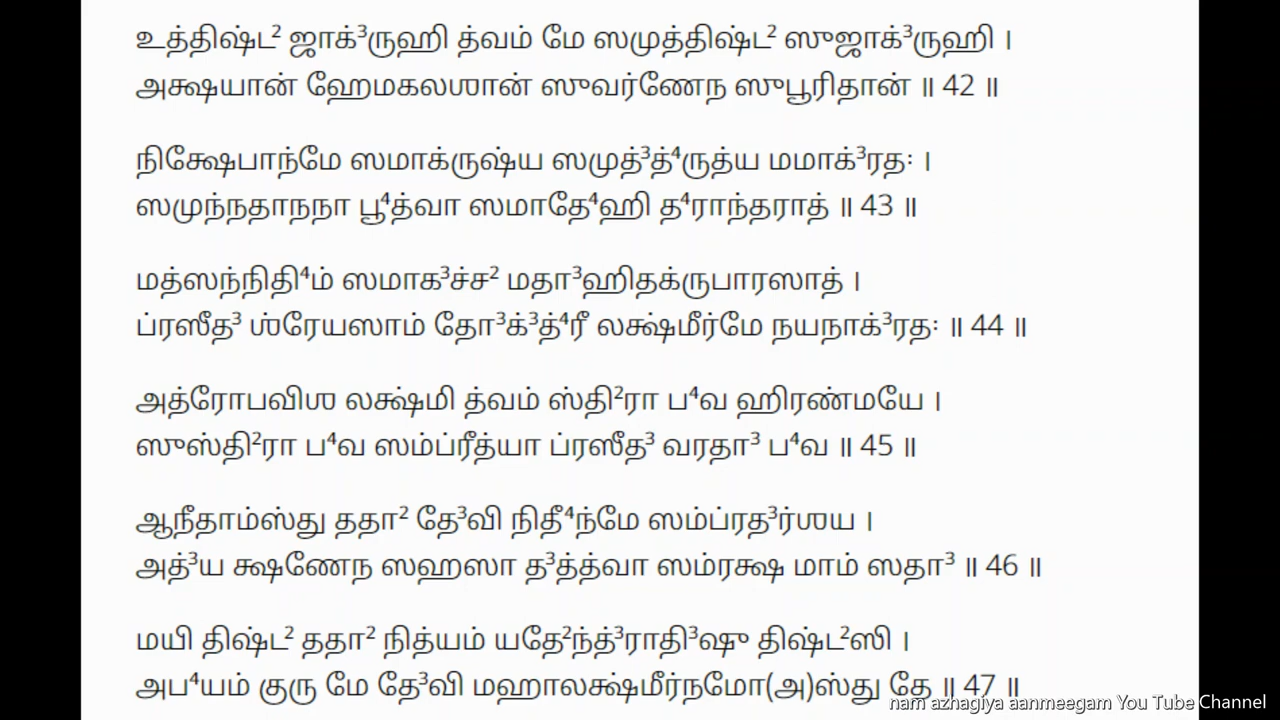 உத்திஷ்ட² ஜாக்³ருஹி த்வம் மே ஸமுத்திஷ்ட² ஸுஜாக்³ருஹி ।
அக்ஷயான் ஹேமகலஶான் ஸுவர்ணேந ஸுபூரிதான் ॥ 42 ॥
நிக்ஷேபாந்மே ஸமாக்ருஷ்ய ஸமுத்³த்⁴ருத்ய மமாக்³ரத꞉ ।
ஸமுந்நதாநநா பூ⁴த்வா ஸமாதே⁴ஹி த⁴ராந்தராத் ॥ 43 ॥
மத்ஸந்நிதி⁴ம் ஸமாக³ச்ச² மதா³ஹிதக்ருபாரஸாத் ।
ப்ரஸீத³ ஶ்ரேயஸாம் தோ³க்³த்⁴ரீ லக்ஷ்மீர்மே நயநாக்³ரத꞉ ॥ 44 ॥
அத்ரோபவிஶ லக்ஷ்மி த்வம் ஸ்தி²ரா ப⁴வ ஹிரண்மயே ।
ஸுஸ்தி²ரா ப⁴வ ஸம்ப்ரீத்யா ப்ரஸீத³ வரதா³ ப⁴வ ॥ 45 ॥
ஆநீதாம்ஸ்து ததா² தே³வி நிதீ⁴ந்மே ஸம்ப்ரத³ர்ஶய ।
அத்³ய க்ஷணேந ஸஹஸா த³த்த்வா ஸம்ரக்ஷ மாம் ஸதா³ ॥ 46 ॥
மயி திஷ்ட² ததா² நித்யம் யதே²ந்த்³ராதி³ஷு திஷ்ட²ஸி ।
அப⁴யம் குரு மே தே³வி மஹாலக்ஷ்மீர்நமோ(அ)ஸ்து தே ॥ 47 ॥
nam azhagiya aanmeegam You Tube Channel